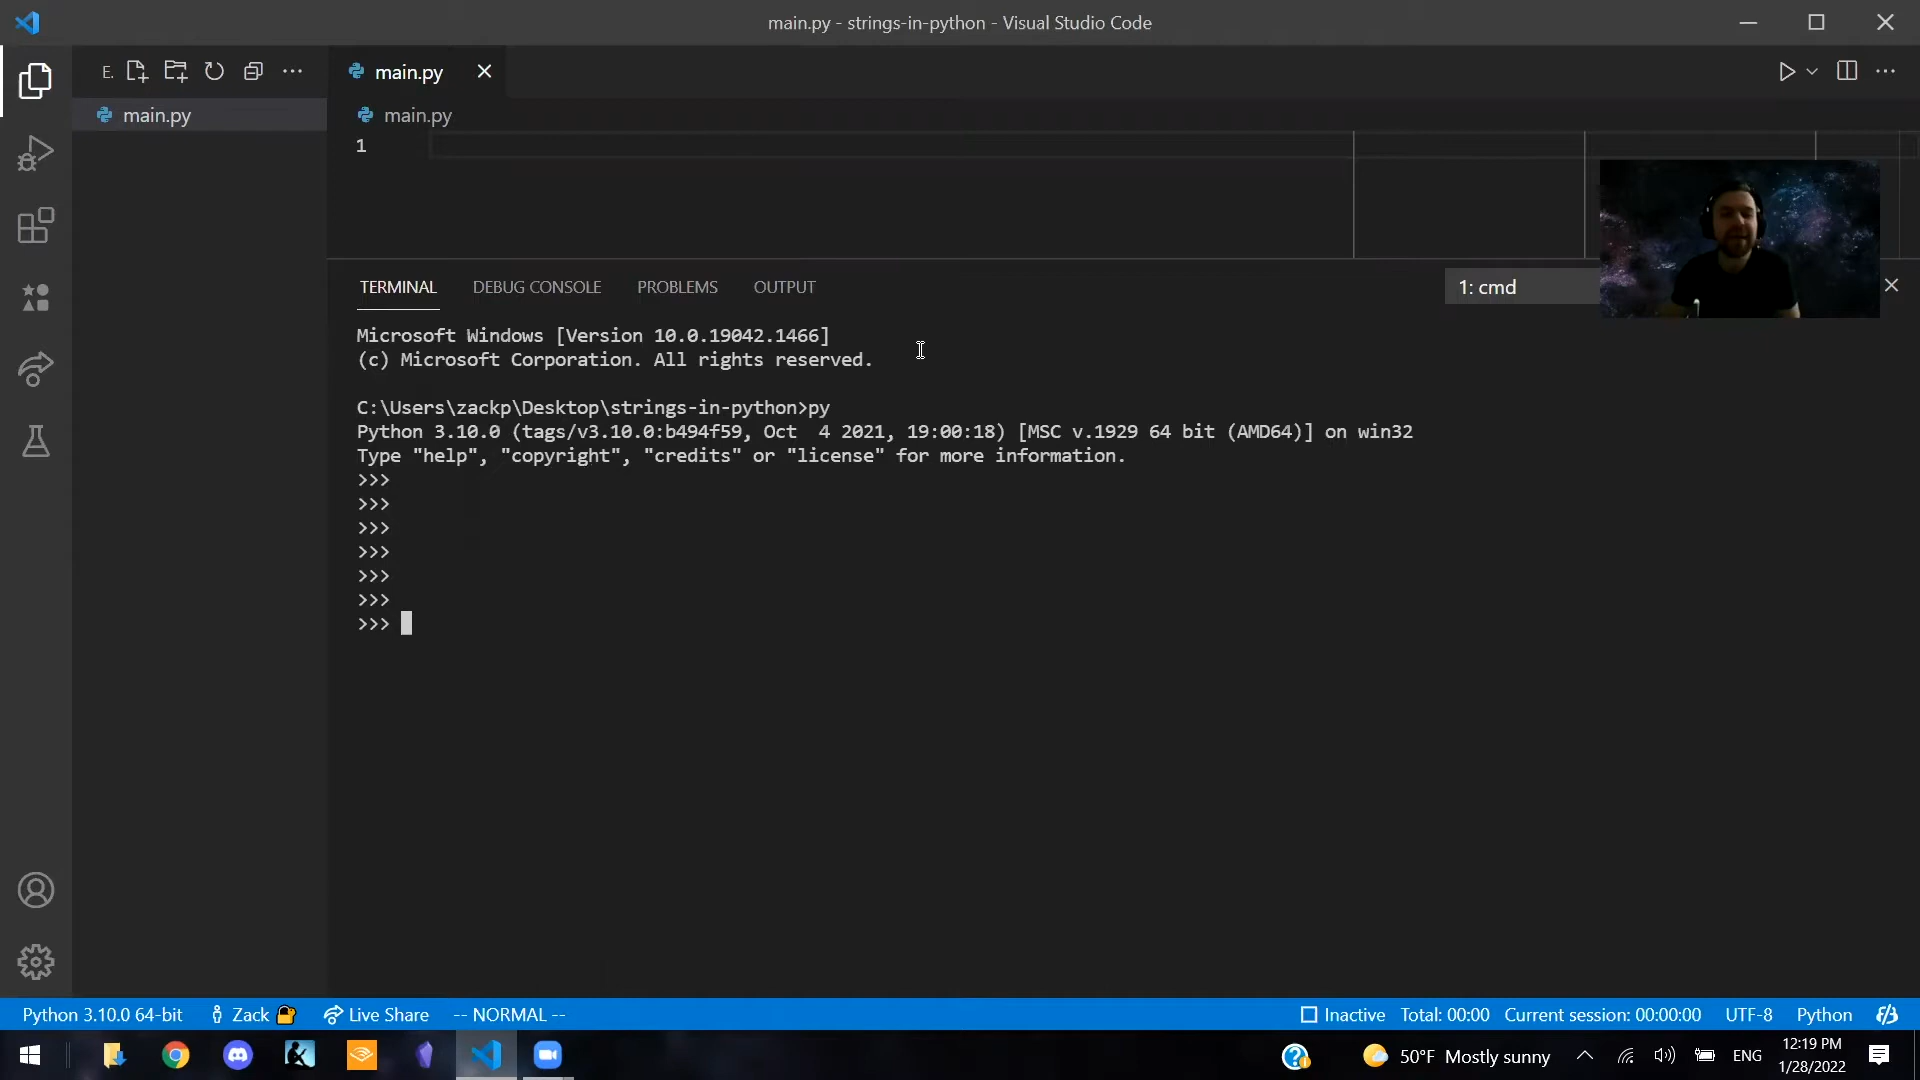 main.py - strings-in-python - Visual Studio Code
E.
main.py
main.py
main.py
1
TERMINAL
DEBUG CONSOLE
PROBLEMS
OUTPUT
1: cmd
Microsoft Windows [Version 10.0.19042.1466]
(c) Microsoft Corporation. All rights reserved.
C:\Users\zackp\Desktop\strings-in-python>py
Python 3.10.0 (tags/v3.10.0:b494f59, Oct  4 2021, 19:00:18) [MSC v.1929 64 bit (AMD64)] on win32
Type "help", "copyright", "credits" or "license" for more information.
>>>
>>>
>>>
>>>
>>>
>>>
>>>
Python 3.10.0 64-bit
Zack
Live Share
-- NORMAL --
Inactive
Total: 00:00
Current session: 00:00:00
UTF-8
Python
50°F Mostly sunny
ENG
12:19 PM
1/28/2022